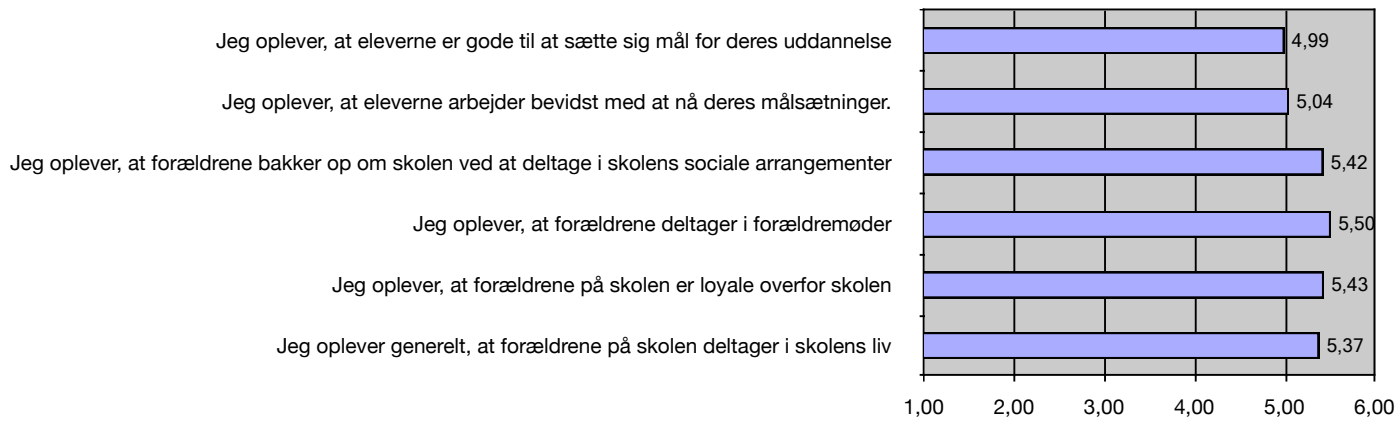 Jeg oplever, at eleverne er gode til at sætte sig mål for deres uddannelse
4,99
Jeg oplever, at eleverne arbejder bevidst med at nå deres målsætninger.
5,04
Jeg oplever, at forældrene bakker op om skolen ved at deltage i skolens sociale arrangementer
5,42
Jeg oplever, at forældrene deltager i forældremøder
5,50
Jeg oplever, at forældrene på skolen er loyale overfor skolen
5,43
Jeg oplever generelt, at forældrene på skolen deltager i skolens liv
5,37
1,00 2,00 3,00 4,00 5,00 6,00